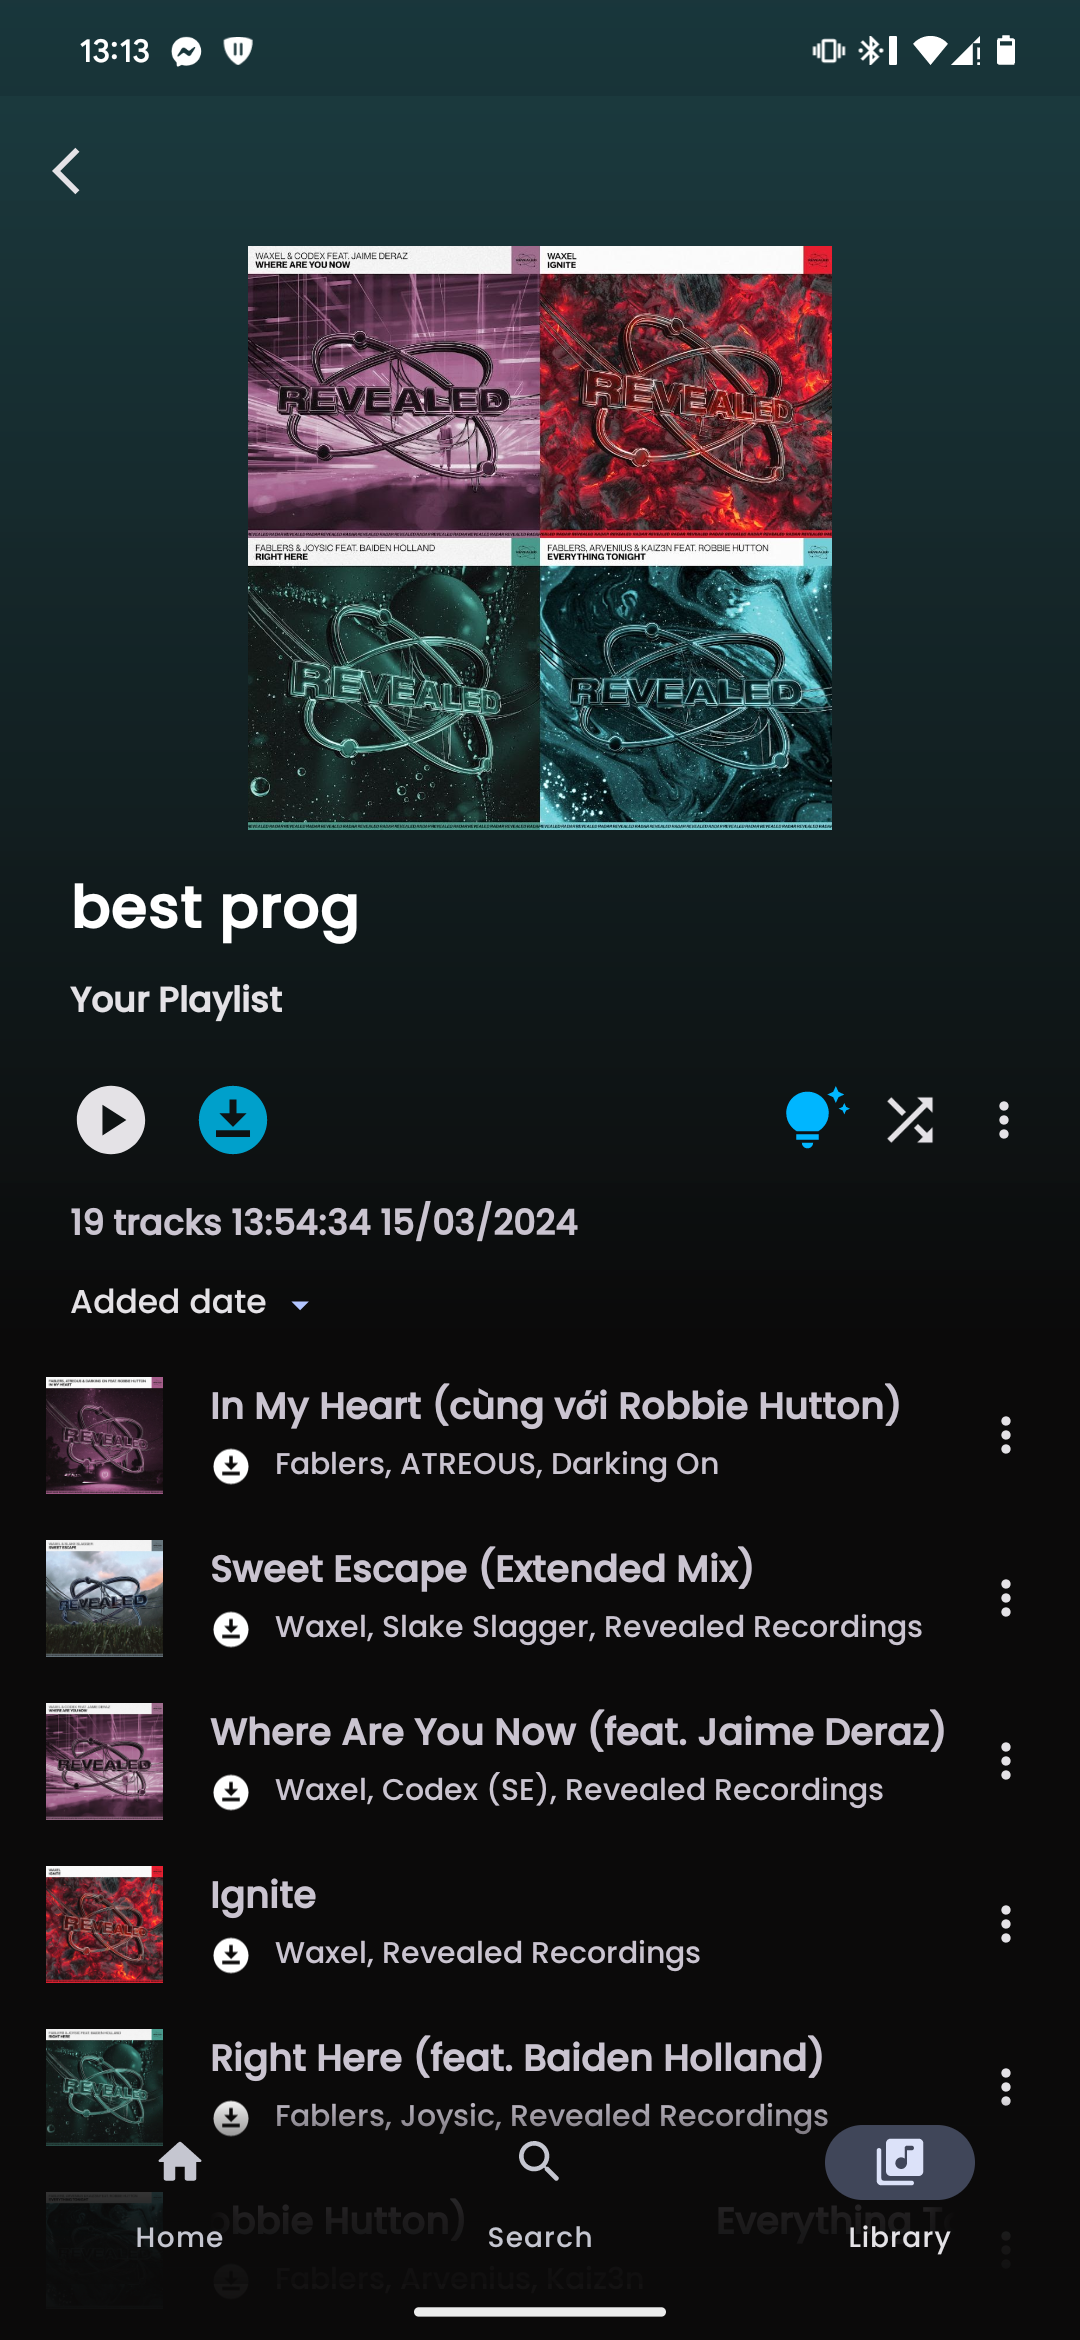 13:13
WAXEL & CODEX FEAT. JAIME DERAZ
WHERE ARE YOU NOW
REVEALED
WAXEL
IGNITE
REVEALED
FABLERS & JOYSIC FEAT. BAIDEN HOLLAND
RIGHT HERE
REVEALED
FABLERS, ARVENIUS & KAIZ3N FEAT. ROBBIE HUTTON
EVERYTHING TONIGHT
REVEALED
best prog
Your Playlist
19 tracks 13:54:34 15/03/2024
Added date
In My Heart (cùng với Robbie Hutton)
Fablers, ATREOUS, Darking On
Sweet Escape (Extended Mix)
Waxel, Slake Slagger, Revealed Recordings
Where Are You Now (feat. Jaime Deraz)
Waxel, Codex (SE), Revealed Recordings
Ignite
Waxel, Revealed Recordings
Right Here (feat. Baiden Holland)
Fablers, Joysic, Revealed Recordings
obbie Hutton) Everything T
Fablers, Arvenius, Kaiz3n
Home
Search
Library